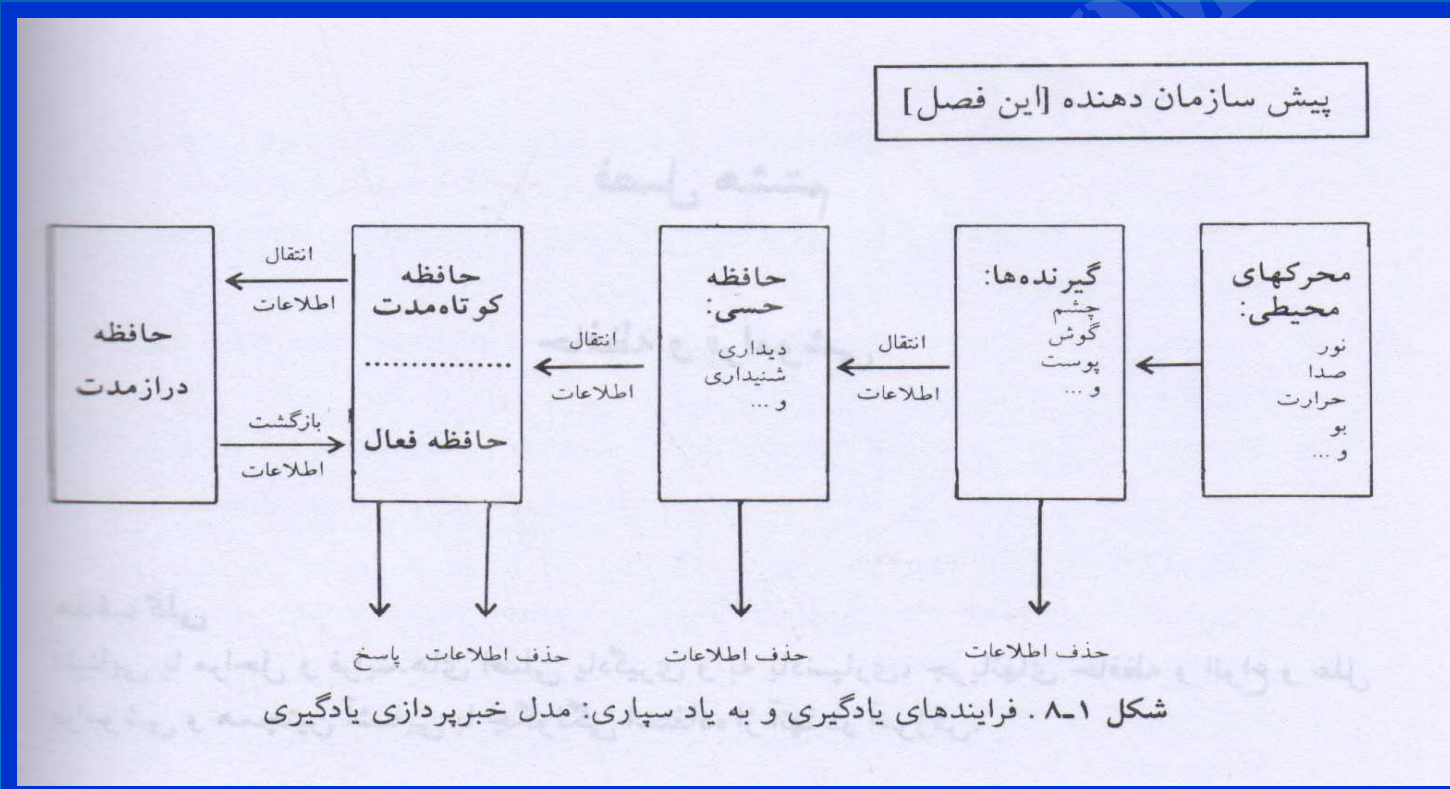 پیش سازمان دهنده [این فصل]
محرکهای
محیطی:
نور
صدا
حرارت
بو
و...
گیرنده‌ها:
چشم
گوش
پوست
و...
حذف اطلاعات
انتقال
اطلاعات
حافظه
حسی:
دیداری
شنیداری
و...
حذف اطلاعات
انتقال
اطلاعات
حافظه
کوتاه‌مدت
حافظه فعال
حذف اطلاعات
پاسخ
انتقال
اطلاعات
بازگشت
اطلاعات
حافظه
درازمدت
شکل ۱-۸. فرایندهای یادگیری و به یاد سپاری: مدل خبرپردازی یادگیری